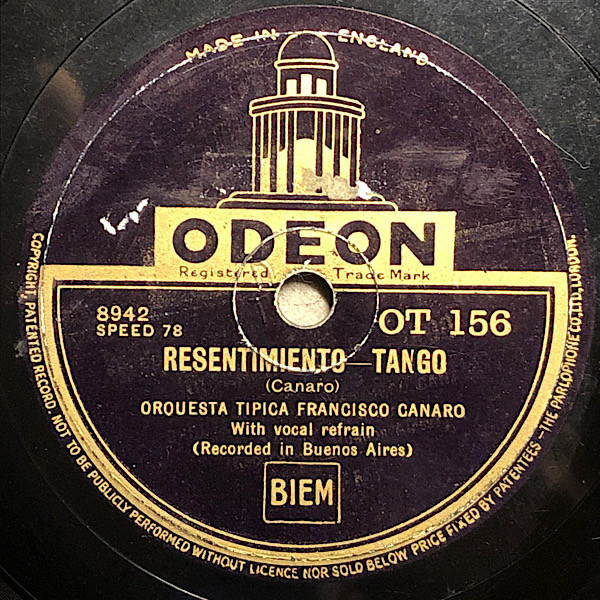 MADE IN ENGLAND
ODEON
Registered Trade Mark
8942
SPEED 78
OT 156
RESENTIMIENTO—TANGO
(Canaro)
ORQUESTA TIPICA FRANCISCO CANARO
With vocal refrain
(Recorded in Buenos Aires)
BIEM
COPYRIGHT, PATENTED RECORD. NOT TO BE PUBLICLY PERFORMED WITHOUT LICENCE NOR SOLD BELOW PRICE FIXED BY PATENTEES—THE PARLOPHONE CO., LTD., LONDON.